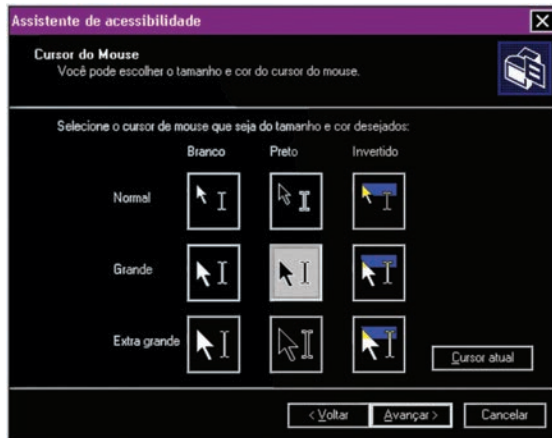 Assistente de acessibilidade
Cursor do Mouse
Você pode escolher o tamanho e cor do cursor do mouse.
Selecione o cursor de mouse que seja do tamanho e cor desejados:
Branco Preto Invertido
Normal
Grande
Extra grande
Cursor atual
< Voltar Avançar > Cancelar